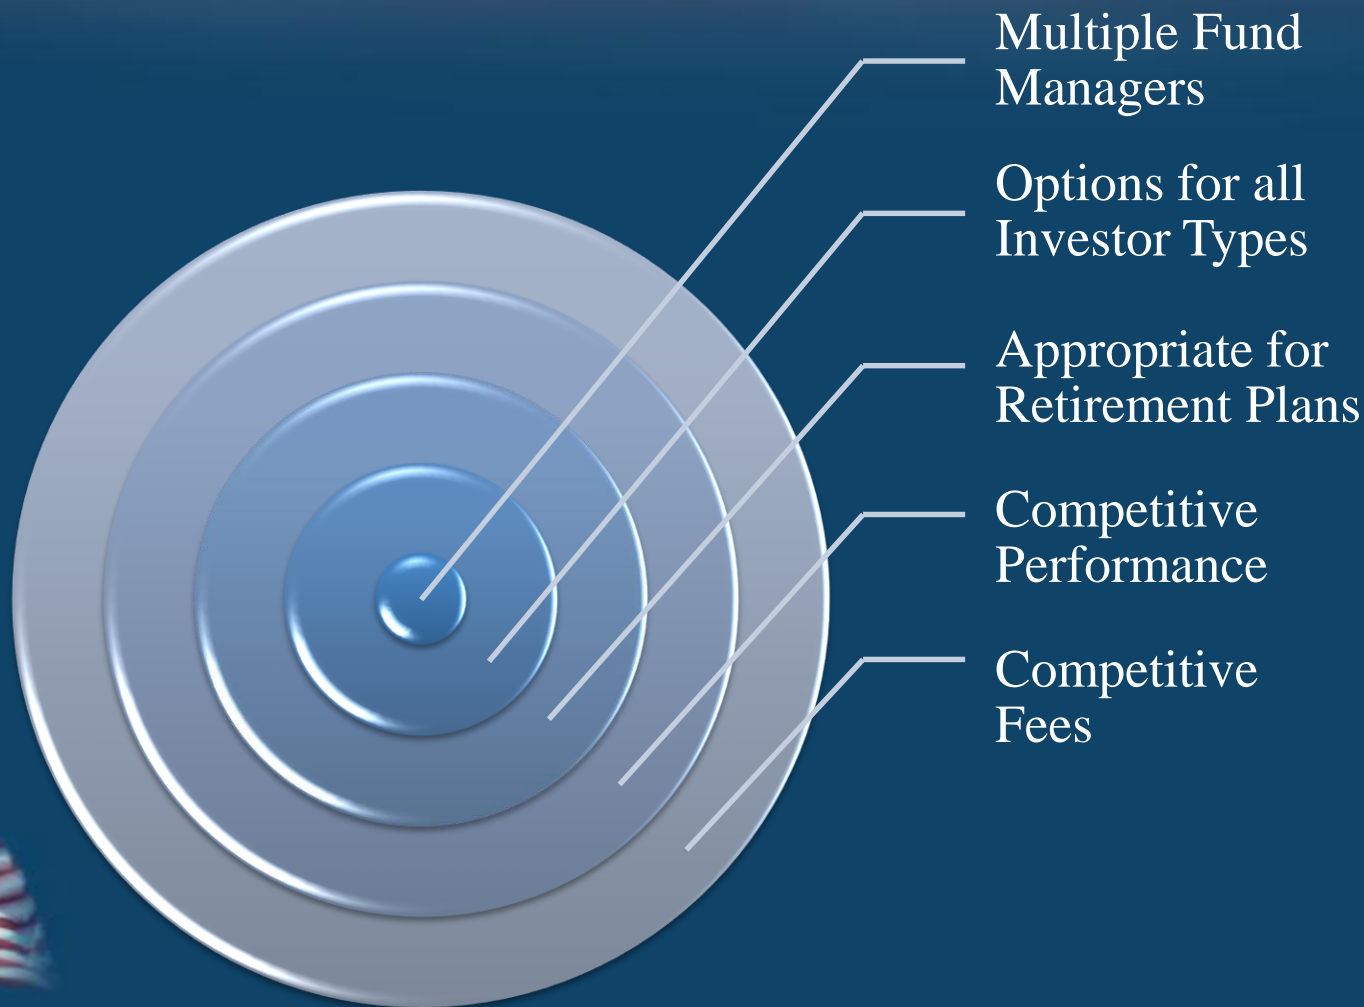 Multiple Fund
Managers
Options for all
Investor Types
Appropriate for
Retirement Plans
Competitive
Performance
Competitive
Fees